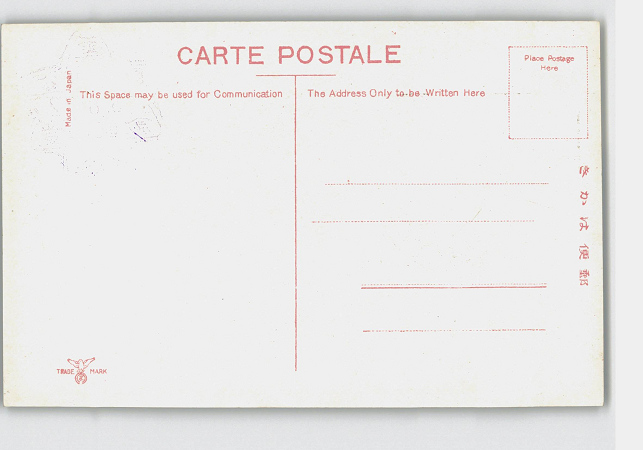 CARTE POSTALE
Made in Japan
This Space may be used for Communication
The Address Only to be Written Here
Place Postage
Here
きかは便郵
TRADE MARK